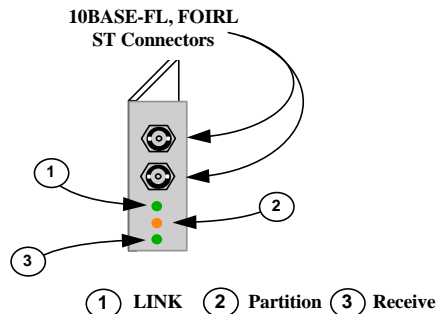 10BASE-FL, FOIRL
ST Connectors
1
2
3
1 LINK 2 Partition 3 Receive